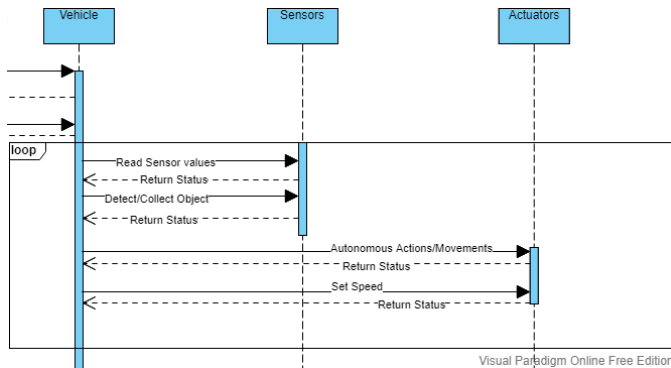 Vehicle
Sensors
Actuators
loop
Read Sensor values
Return Status
Detect/Collect Object
Return Status
Autonomous Actions/Movements
Return Status
Set Speed
Return Status
Visual Paradigm Online Free Edition